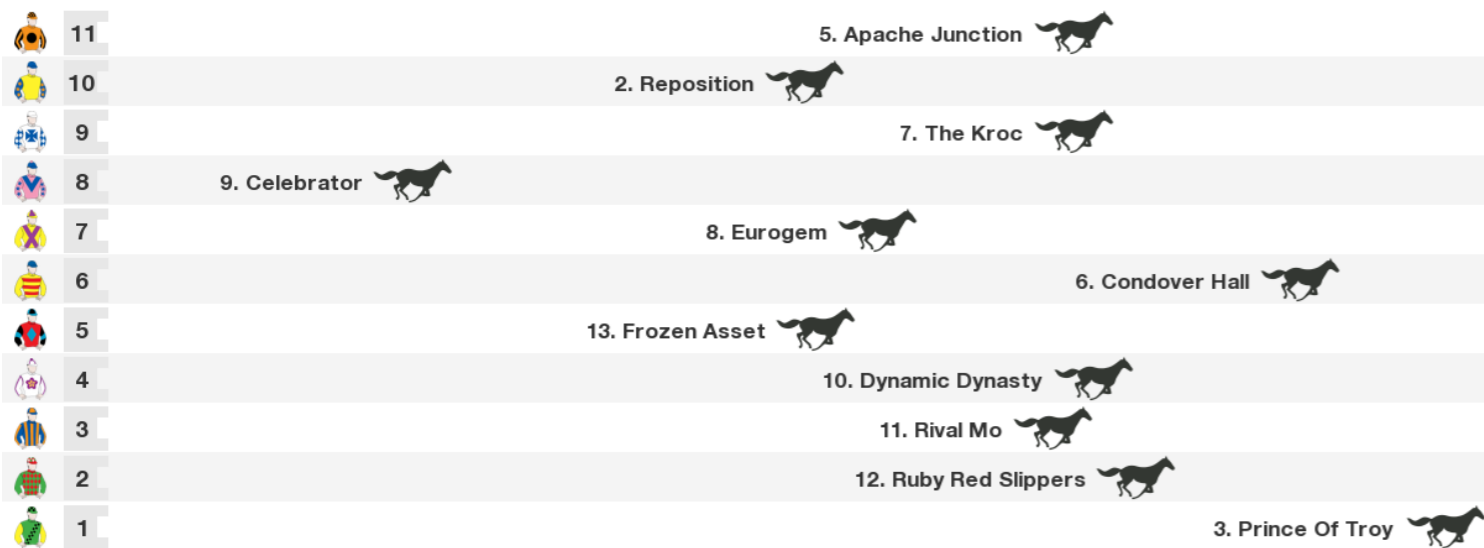 11 5. Apache Junction
10 2. Reposition
9 7. The Kroc
8 9. Celebrator
7 8. Eurogem
6 6. Condover Hall
5 13. Frozen Asset
4 10. Dynamic Dynasty
3 11. Rival Mo
2 12. Ruby Red Slippers
1 3. Prince Of Troy